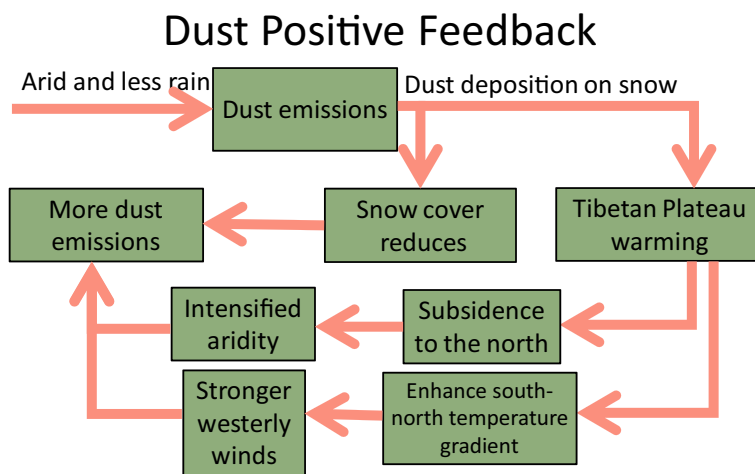 Dust Positive Feedback
Arid and less rain
Dust emissions
Dust deposition on snow
More dust
emissions
Snow cover
reduces
Tibetan Plateau
warming
Intensified
aridity
Subsidence
to the north
Stronger
westerly
winds
Enhance south-
north temperature
gradient